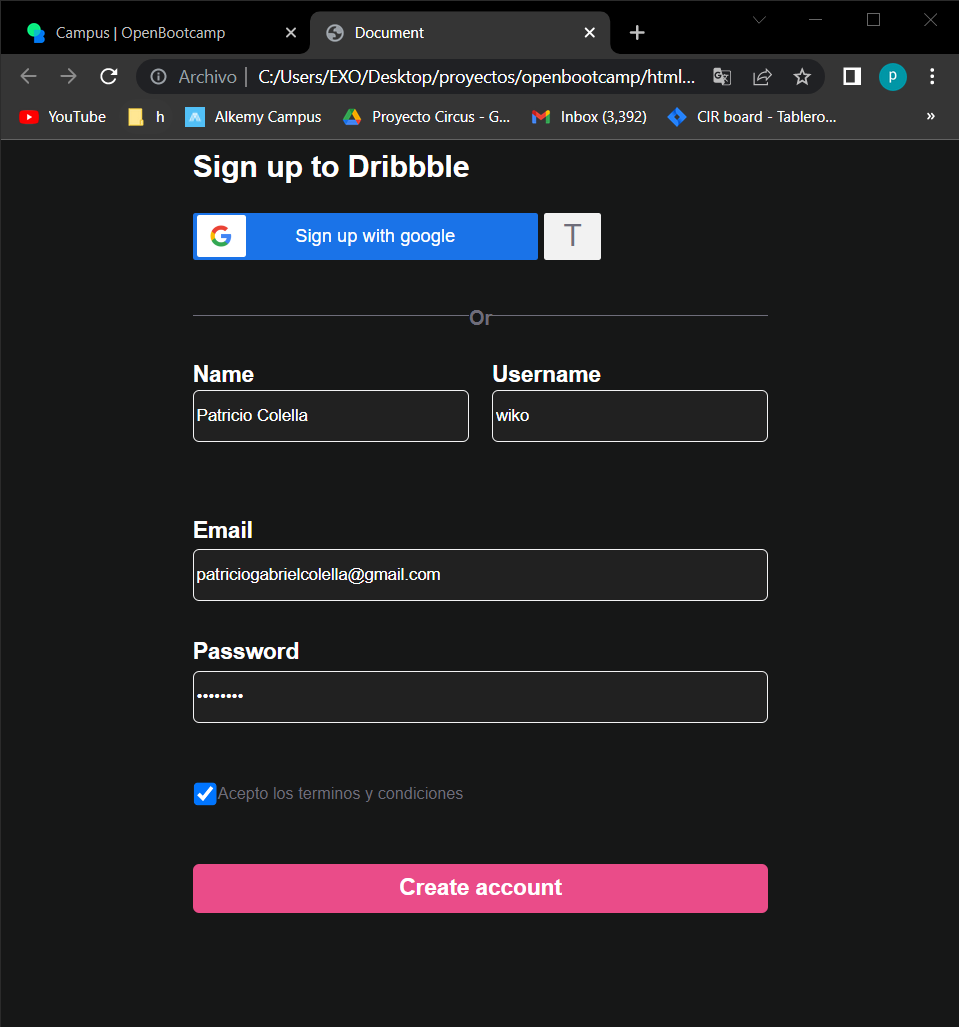 Campus | OpenBootcamp
Document
Archivo | C:/Users/EXO/Desktop/proyectos/openbootcamp/html...
P
YouTube h Alkemy Campus Proyecto Circus - G... Inbox (3,392) CIR board - Tablero... »
Sign up to Dribbble
G Sign up with google T
Or
Name Username
Patricio Colella wiko
Email
patriciogabrielcolella@gmail.com
Password
••••••••
Acepto los terminos y condiciones
Create account